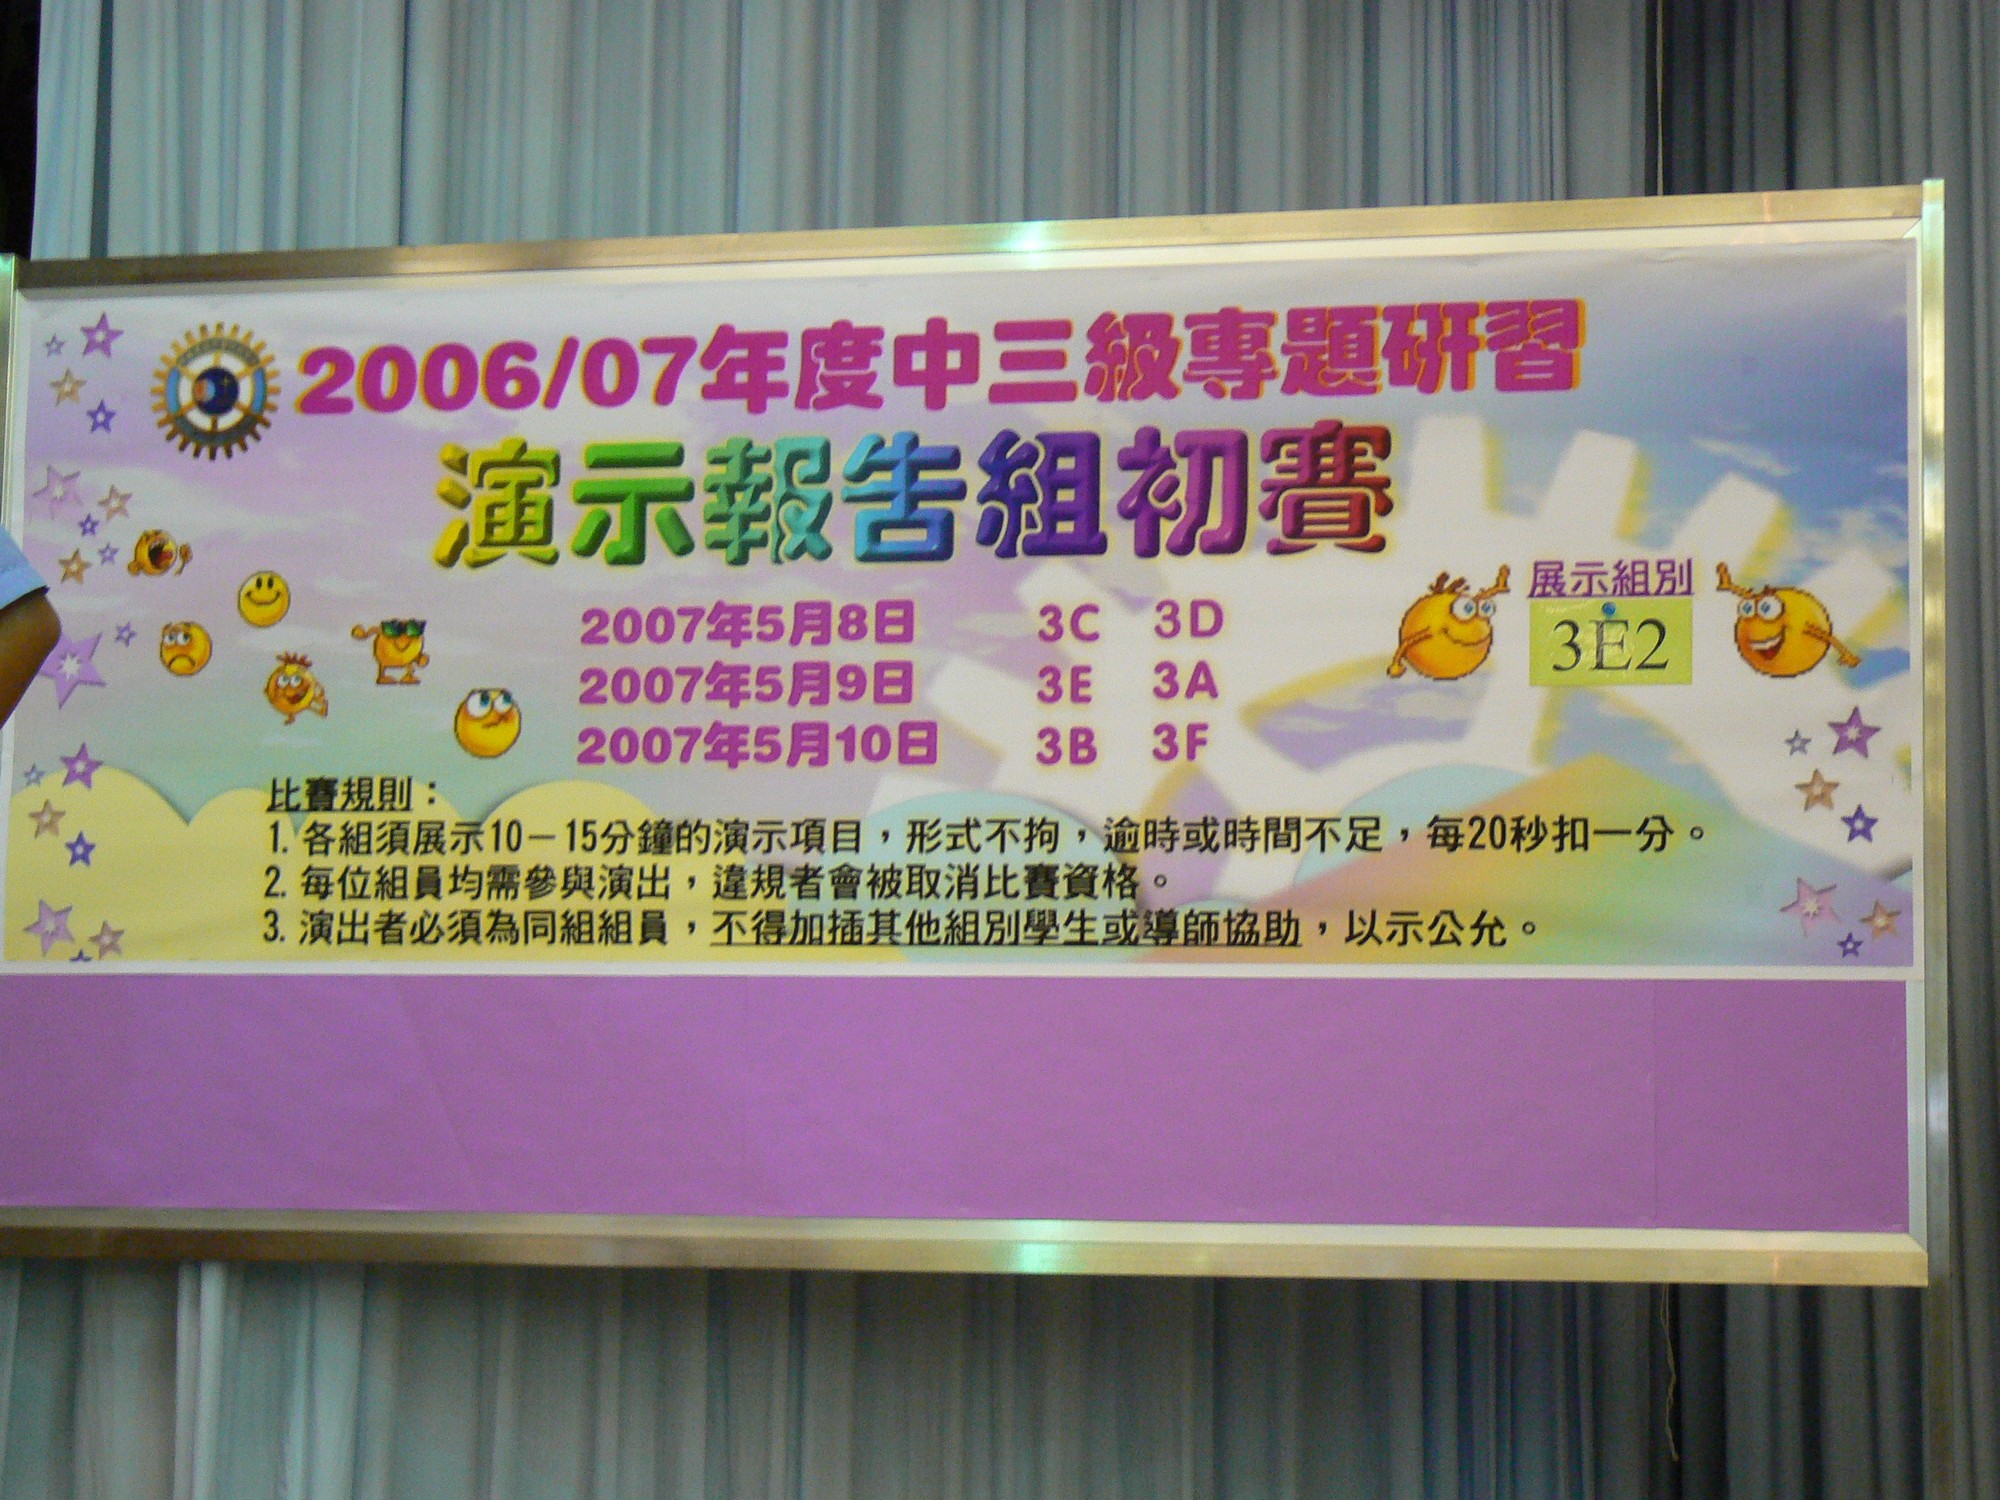 2006/07年度中三級專題研習
演示報告組初賽
展示組別
3E2
2007年5月8日 3C 3D
2007年5月9日 3E 3A
2007年5月10日 3B 3F
比賽規則：
1. 各組須展示10－15分鐘的演示項目，形式不拘，逾時或時間不足，每20秒扣一分。
2. 每位組員均需參與演出，違規者會被取消比賽資格。
3. 演出者必須為同組組員，不得加插其他組別學生或導師協助，以示公允。